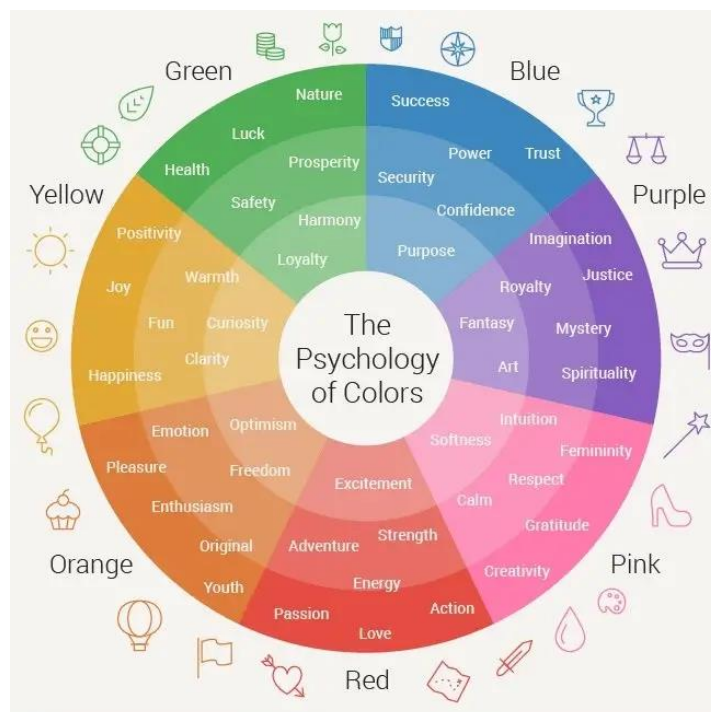 The
Psychology
of Colors
Green
Nature
Luck
Health
Prosperity
Safety
Harmony
Loyalty
Blue
Success
Power
Trust
Security
Confidence
Purpose
Purple
Imagination
Justice
Royalty
Mystery
Fantasy
Art
Spirituality
Pink
Intuition
Softness
Femininity
Respect
Calm
Gratitude
Creativity
Red
Excitement
Strength
Adventure
Energy
Action
Passion
Love
Orange
Optimism
Emotion
Pleasure
Freedom
Enthusiasm
Original
Youth
Yellow
Positivity
Warmth
Joy
Fun
Curiosity
Clarity
Happiness